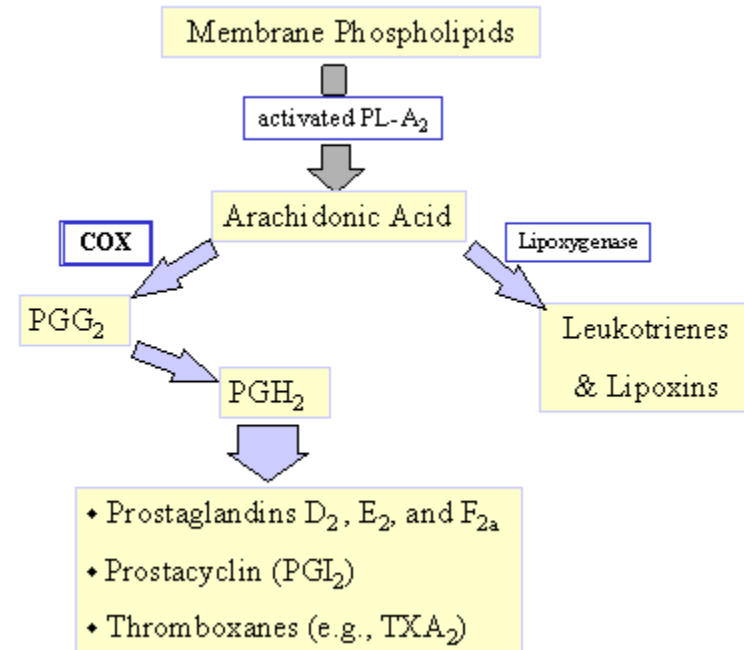 Membrane Phospholipids
activated PL-A₂
Arachidonic Acid
COX
Lipoxygenase
PGG₂
Leukotrienes
& Lipoxins
PGH₂
• Prostaglandins D₂, E₂, and F₂ₐ
• Prostacyclin (PGI₂)
• Thromboxanes (e.g., TXA₂)